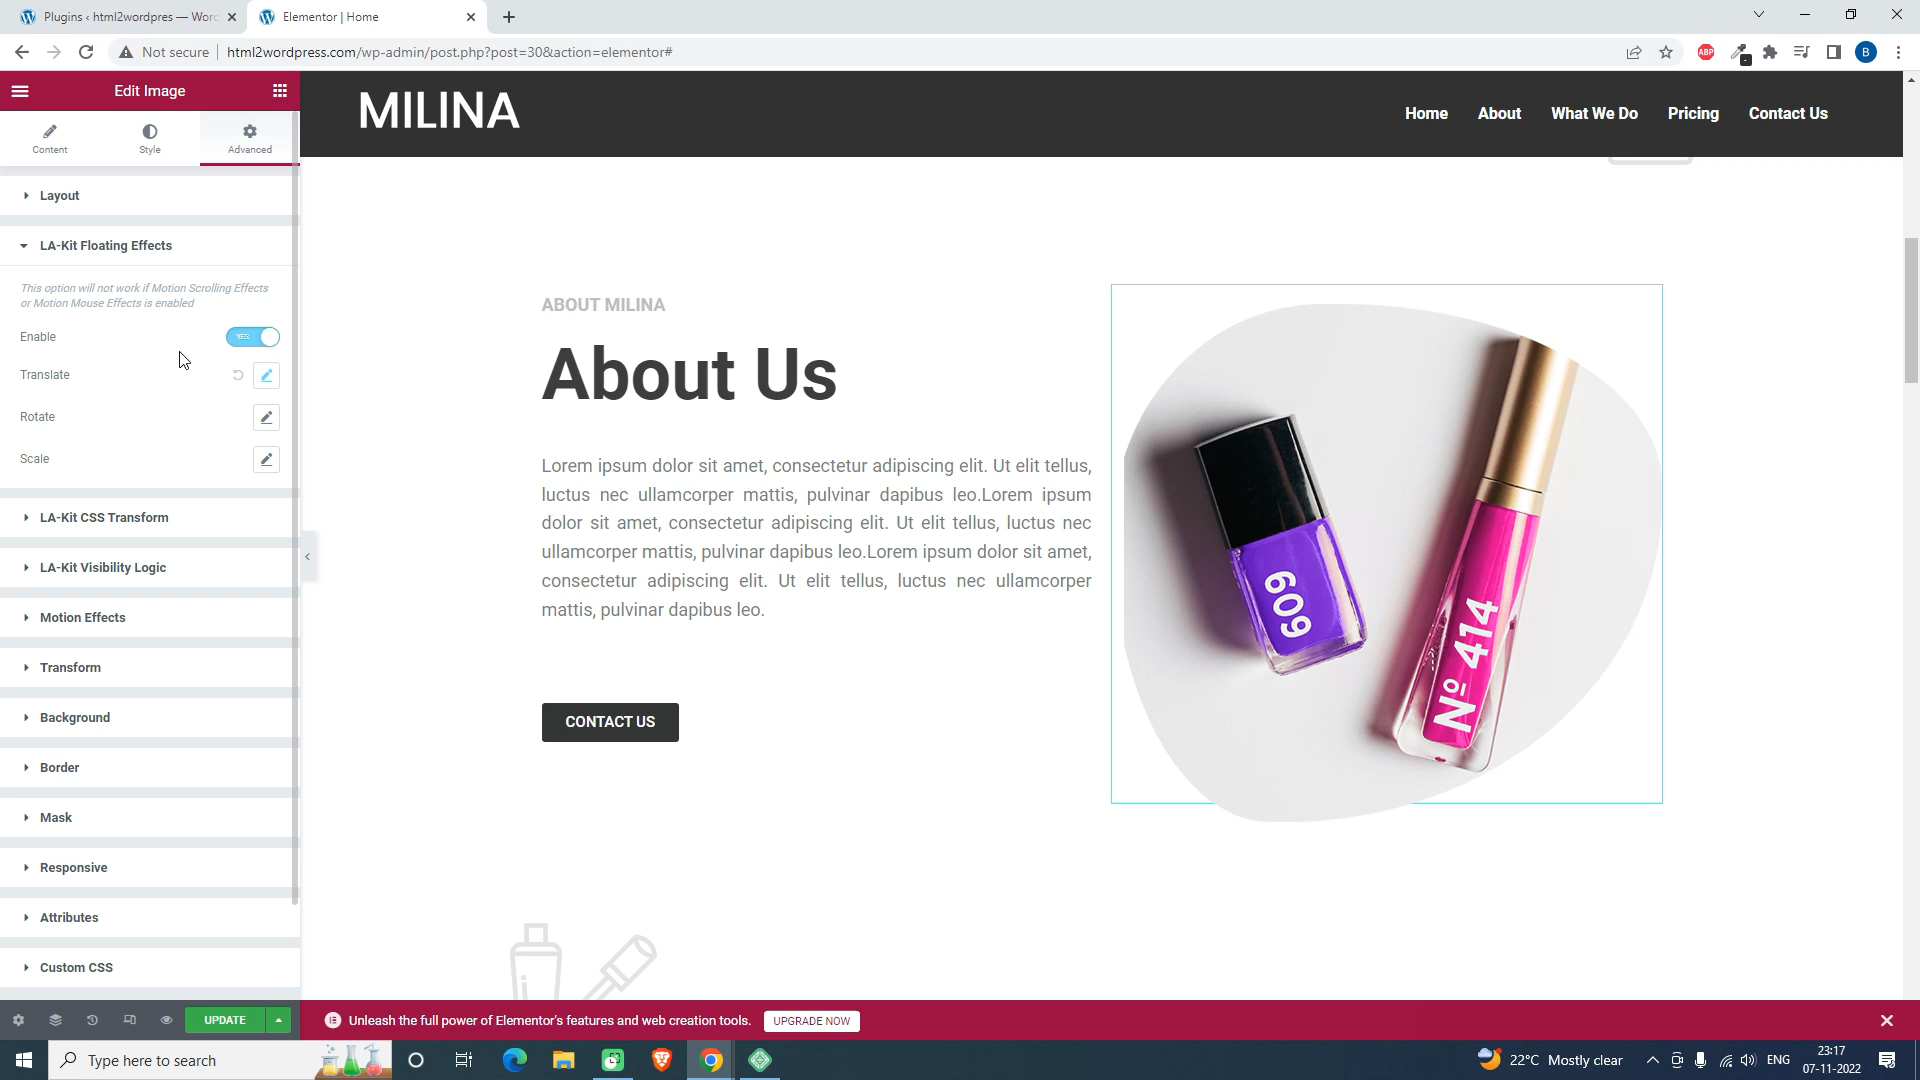 Plugins ‹ html2wordpres — Wor
Elementor | Home
Not secure
html2wordpress.com/wp-admin/post.php?post=30&action=elementor#
ABP
B
Edit Image
Content
Style
Advanced
Layout
LA-Kit Floating Effects
This option will not work if Motion Scrolling Effects
or Motion Mouse Effects is enabled
Enable
YES
Translate
Rotate
Scale
LA-Kit CSS Transform
LA-Kit Visibility Logic
Motion Effects
Transform
Background
Border
Mask
Responsive
Attributes
Custom CSS
UPDATE
MILINA
Home
About
What We Do
Pricing
Contact Us
ABOUT MILINA
About Us
Lorem ipsum dolor sit amet, consectetur adipiscing elit. Ut elit tellus,
luctus nec ullamcorper mattis, pulvinar dapibus leo.Lorem ipsum
dolor sit amet, consectetur adipiscing elit. Ut elit tellus, luctus nec
ullamcorper mattis, pulvinar dapibus leo.Lorem ipsum dolor sit amet,
consectetur adipiscing elit. Ut elit tellus, luctus nec ullamcorper
mattis, pulvinar dapibus leo.
CONTACT US
609
Nº 414
Unleash the full power of Elementor's features and web creation tools.
UPGRADE NOW
Type here to search
22°C Mostly clear
ENG
23:17
07-11-2022